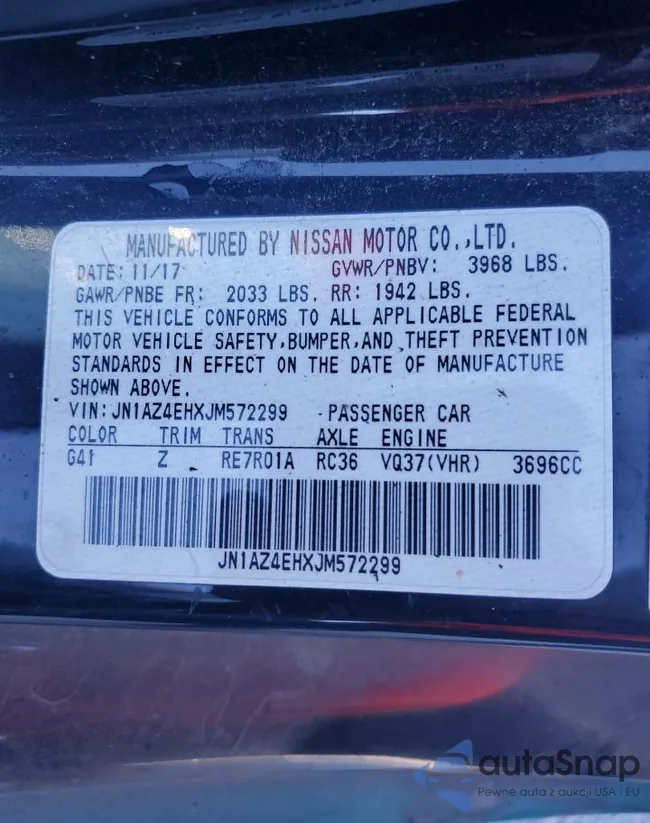 MANUFACTURED BY NISSAN MOTOR CO.,LTD.
DATE: 11/17 GVWR/PNBV: 3968 LBS.
GAWR/PNBE FR: 2033 LBS. RR: 1942 LBS.
THIS VEHICLE CONFORMS TO ALL APPLICABLE FEDERAL
MOTOR VEHICLE SAFETY,BUMPER,AND THEFT PREVENTION
STANDARDS IN EFFECT ON THE DATE OF MANUFACTURE
SHOWN ABOVE.
VIN: JN1AZ4EHXJM572299 PASSENGER CAR
COLOR TRIM TRANS AXLE ENGINE
G41 Z RE7R01A RC36 VQ37(VHR) 3696CC
JN1AZ4EHXJM572299
autaSnap
Pewne auta z aukcji USA - EU